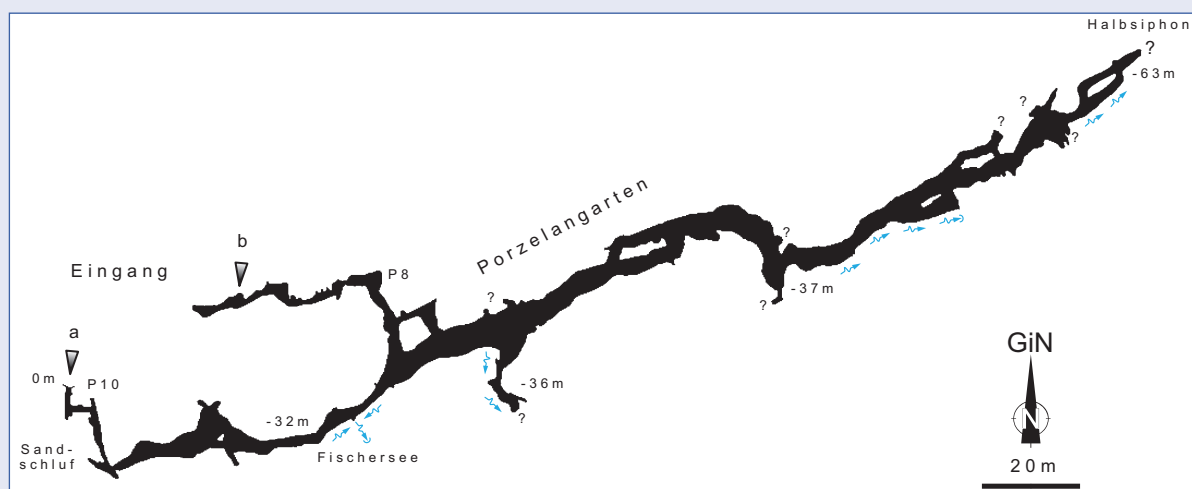 Halbsiphon
?
-63m
?
?
?
Porzelangarten
b
Eingang
P8
?
?
-37m
?
a
0m
P10
-36m
?
-32m
Sand-
schluf
Fischersee
GiN
N
20m